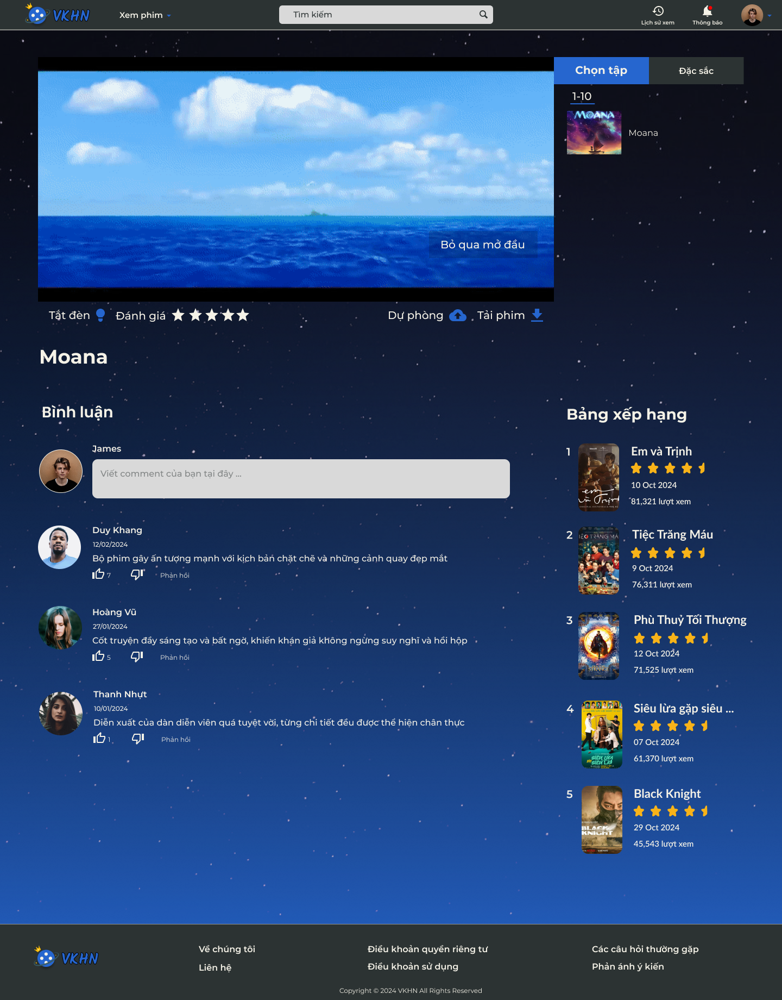 VKHN
Xem phim
Tìm kiếm
Lịch sử xem
Thông báo
Chọn tập
Đặc sắc
1-10
MOANA
Moana
Bỏ qua mở đầu
Tắt đèn
Đánh giá
Dự phòng
Tải phim
Moana
Bình luận
James
Viết comment của bạn tại đây ...
Duy Khang
12/02/2024
Bộ phim gây ấn tượng mạnh với kịch bản chặt chẽ và những cảnh quay đẹp mắt
7
Phản hồi
Hoàng Vũ
27/01/2024
Cốt truyện đầy sáng tạo và bất ngờ, khiến khán giả không ngừng suy nghĩ và hồi hộp
5
Phản hồi
Thanh Nhựt
10/01/2024
Diễn xuất của dàn diễn viên quá tuyệt vời, từng chi tiết đều được thể hiện chân thực
1
Phản hồi
Bảng xếp hạng
1
em
và Trịnh
Em và Trịnh
10 Oct 2024
81,321 lượt xem
2
Tiệc Trăng Máu
9 Oct 2024
76,311 lượt xem
3
STRANGE
Phù Thuỷ Tối Thượng
12 Oct 2024
71,525 lượt xem
4
SIÊU LỪA
GẶP SIÊU LẦY
Siêu lừa gặp siêu ...
07 Oct 2024
61,370 lượt xem
5
BLACK
KNIGHT
Black Knight
29 Oct 2024
45,543 lượt xem
VKHN
Về chúng tôi
Liên hệ
Điều khoản quyền riêng tư
Điều khoản sử dụng
Các câu hỏi thường gặp
Phản ánh ý kiến
Copyright © 2024 VKHN All Rights Reserved